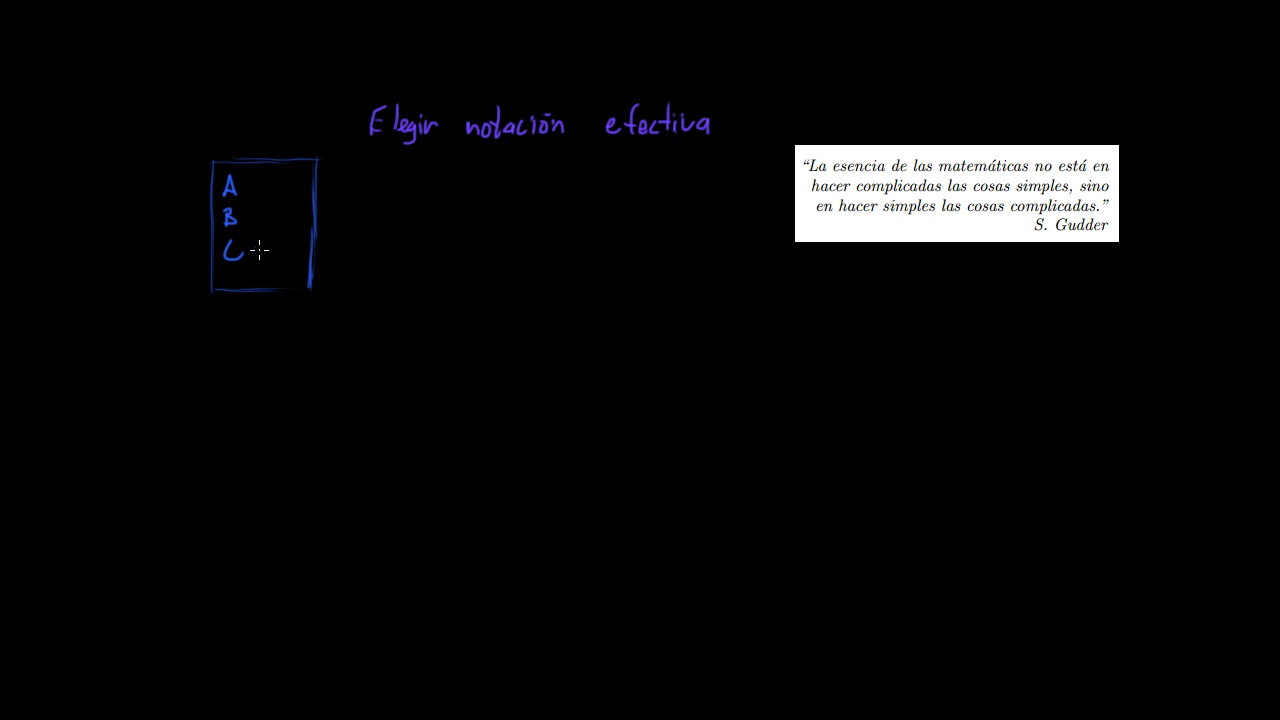 Elegir notación efectiva
A
B
C
“La esencia de las matemáticas no está en
hacer complicadas las cosas simples, sino
en hacer simples las cosas complicadas.”
S. Gudder